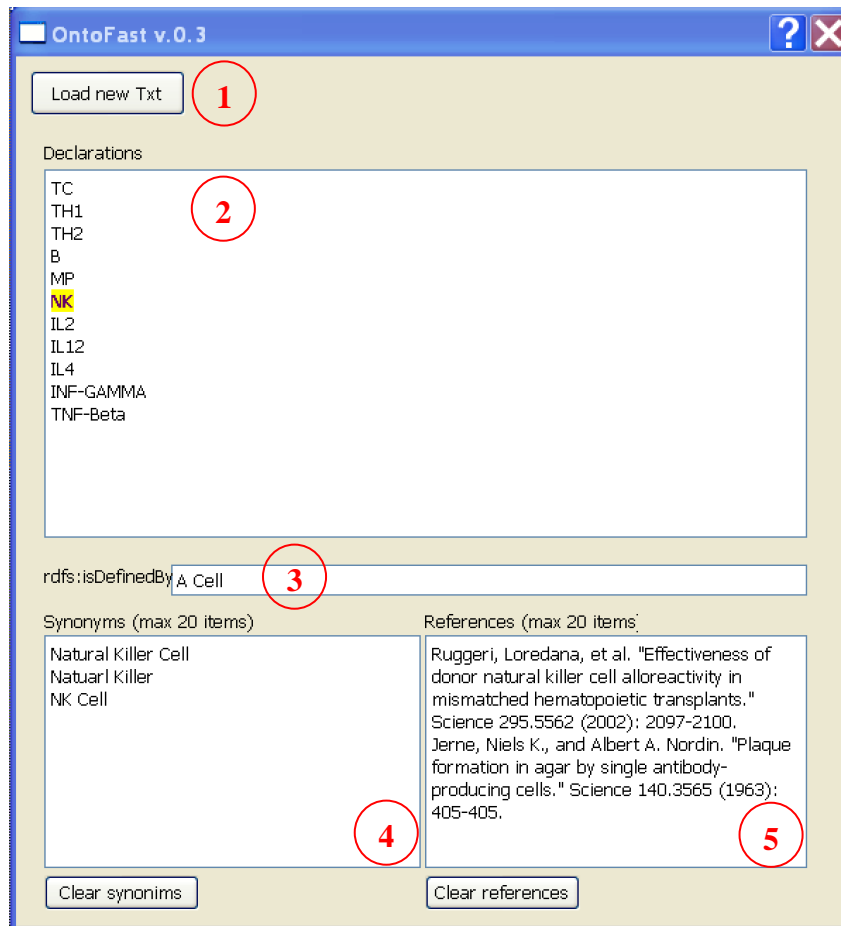 OntoFast v.0.3
?
Load new Txt
1
Declarations
TC
2
TH1
TH2
B
MP
NK
IL2
IL12
IL4
INF-GAMMA
TNF-Beta
rdfs:isDefinedBy A Cell
3
Synonyms (max 20 items)
Natural Killer Cell
Natuarl Killer
NK Cell
4
References (max 20 items
Ruggeri, Loredana, et al. "Effectiveness of
donor natural killer cell alloreactivity in
mismatched hematopoietic transplants."
Science 295.5562 (2002): 2097-2100.
Jerne, Niels K., and Albert A. Nordin. "Plaque
formation in agar by single antibody-
producing cells." Science 140.3565 (1963):
405-405.
5
Clear synonims
Clear references